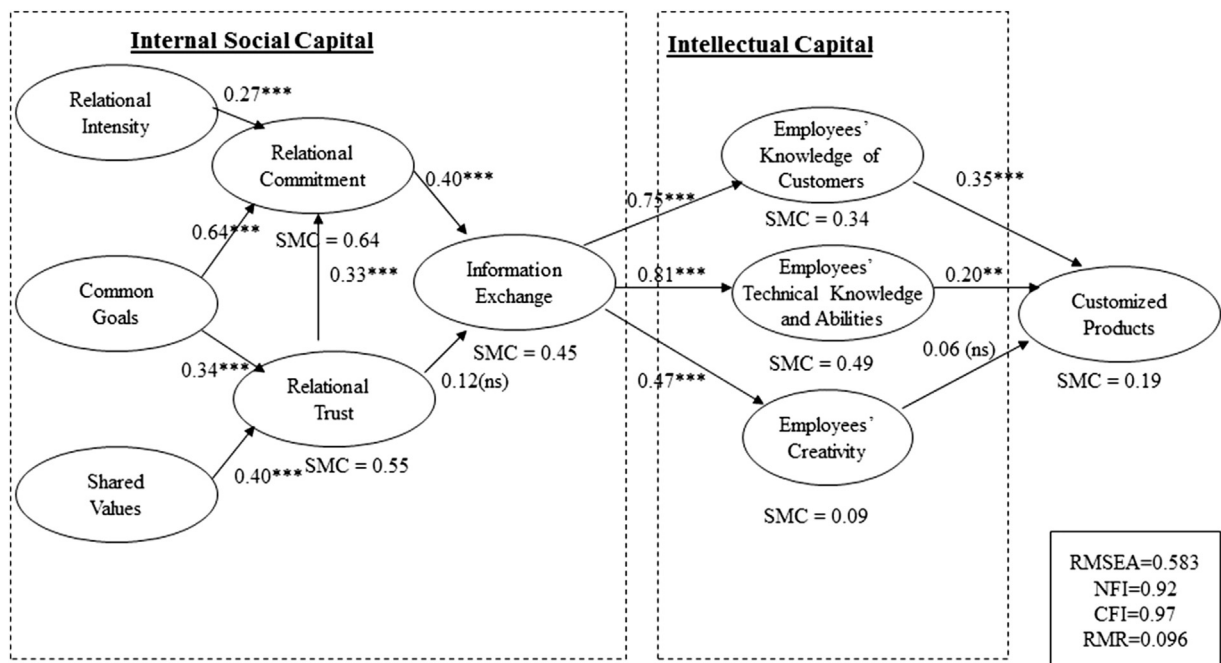 Internal Social Capital
Intellectual Capital
Relational
Intensity
0.27***
Relational
Commitment
SMC = 0.64
0.40***
0.64***
0.33***
Common
Goals
0.34***
Relational
Trust
SMC = 0.55
0.12(ns)
Shared
Values
0.40***
Information
Exchange
SMC = 0.45
0.75***
0.81***
0.47***
Employees’
Knowledge of
Customers
SMC = 0.34
0.35***
Employees’
Technical Knowledge
and Abilities
SMC = 0.49
0.20**
Employees’
Creativity
SMC = 0.09
0.06 (ns)
Customized
Products
SMC = 0.19
RMSEA=0.583
NFI=0.92
CFI=0.97
RMR=0.096